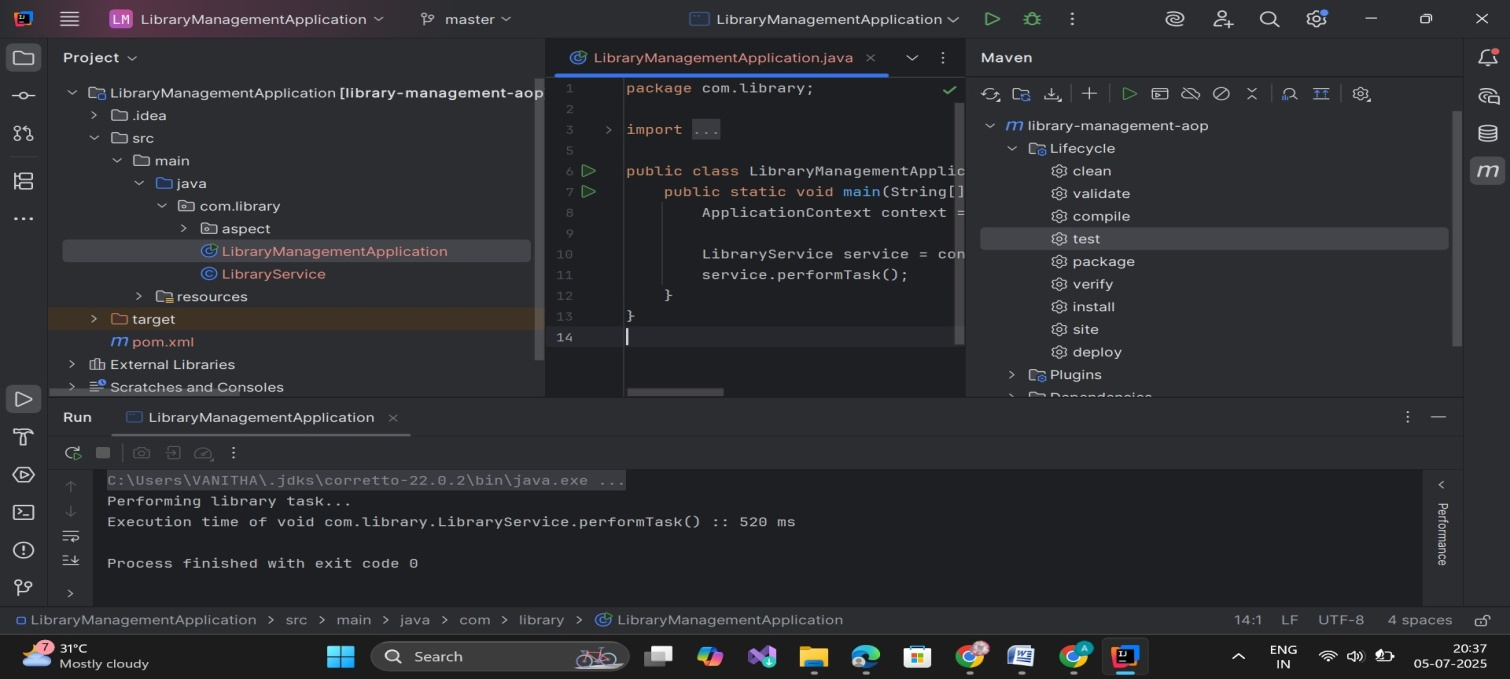 LM LibraryManagementApplication master LibraryManagementApplication
Project
LibraryManagementApplication [library-management-aop
.idea
src
main
java
com.library
aspect
LibraryManagementApplication
LibraryService
resources
target
pom.xml
External Libraries
Scratches and Consoles
LibraryManagementApplication.java
1 package com.library;
2
3 import ...
5
6 public class LibraryManagementApplic
7 public static void main(String[]
8 ApplicationContext context =
9
10 LibraryService service = con
11 service.performTask();
12 }
13 }
14
Maven
library-management-aop
Lifecycle
clean
validate
compile
test
package
verify
install
site
deploy
Plugins
Dependencies
Run LibraryManagementApplication
C:\Users\VANITHA\.jdks\corretto-22.0.2\bin\java.exe ...
Performing library task...
Execution time of void com.library.LibraryService.performTask() :: 520 ms
Process finished with exit code 0
Performance
LibraryManagementApplication > src > main > java > com > library > LibraryManagementApplication 14:1 LF UTF-8 4 spaces
7 31°C
Mostly cloudy
Search
ENG
IN
20:37
05-07-2025